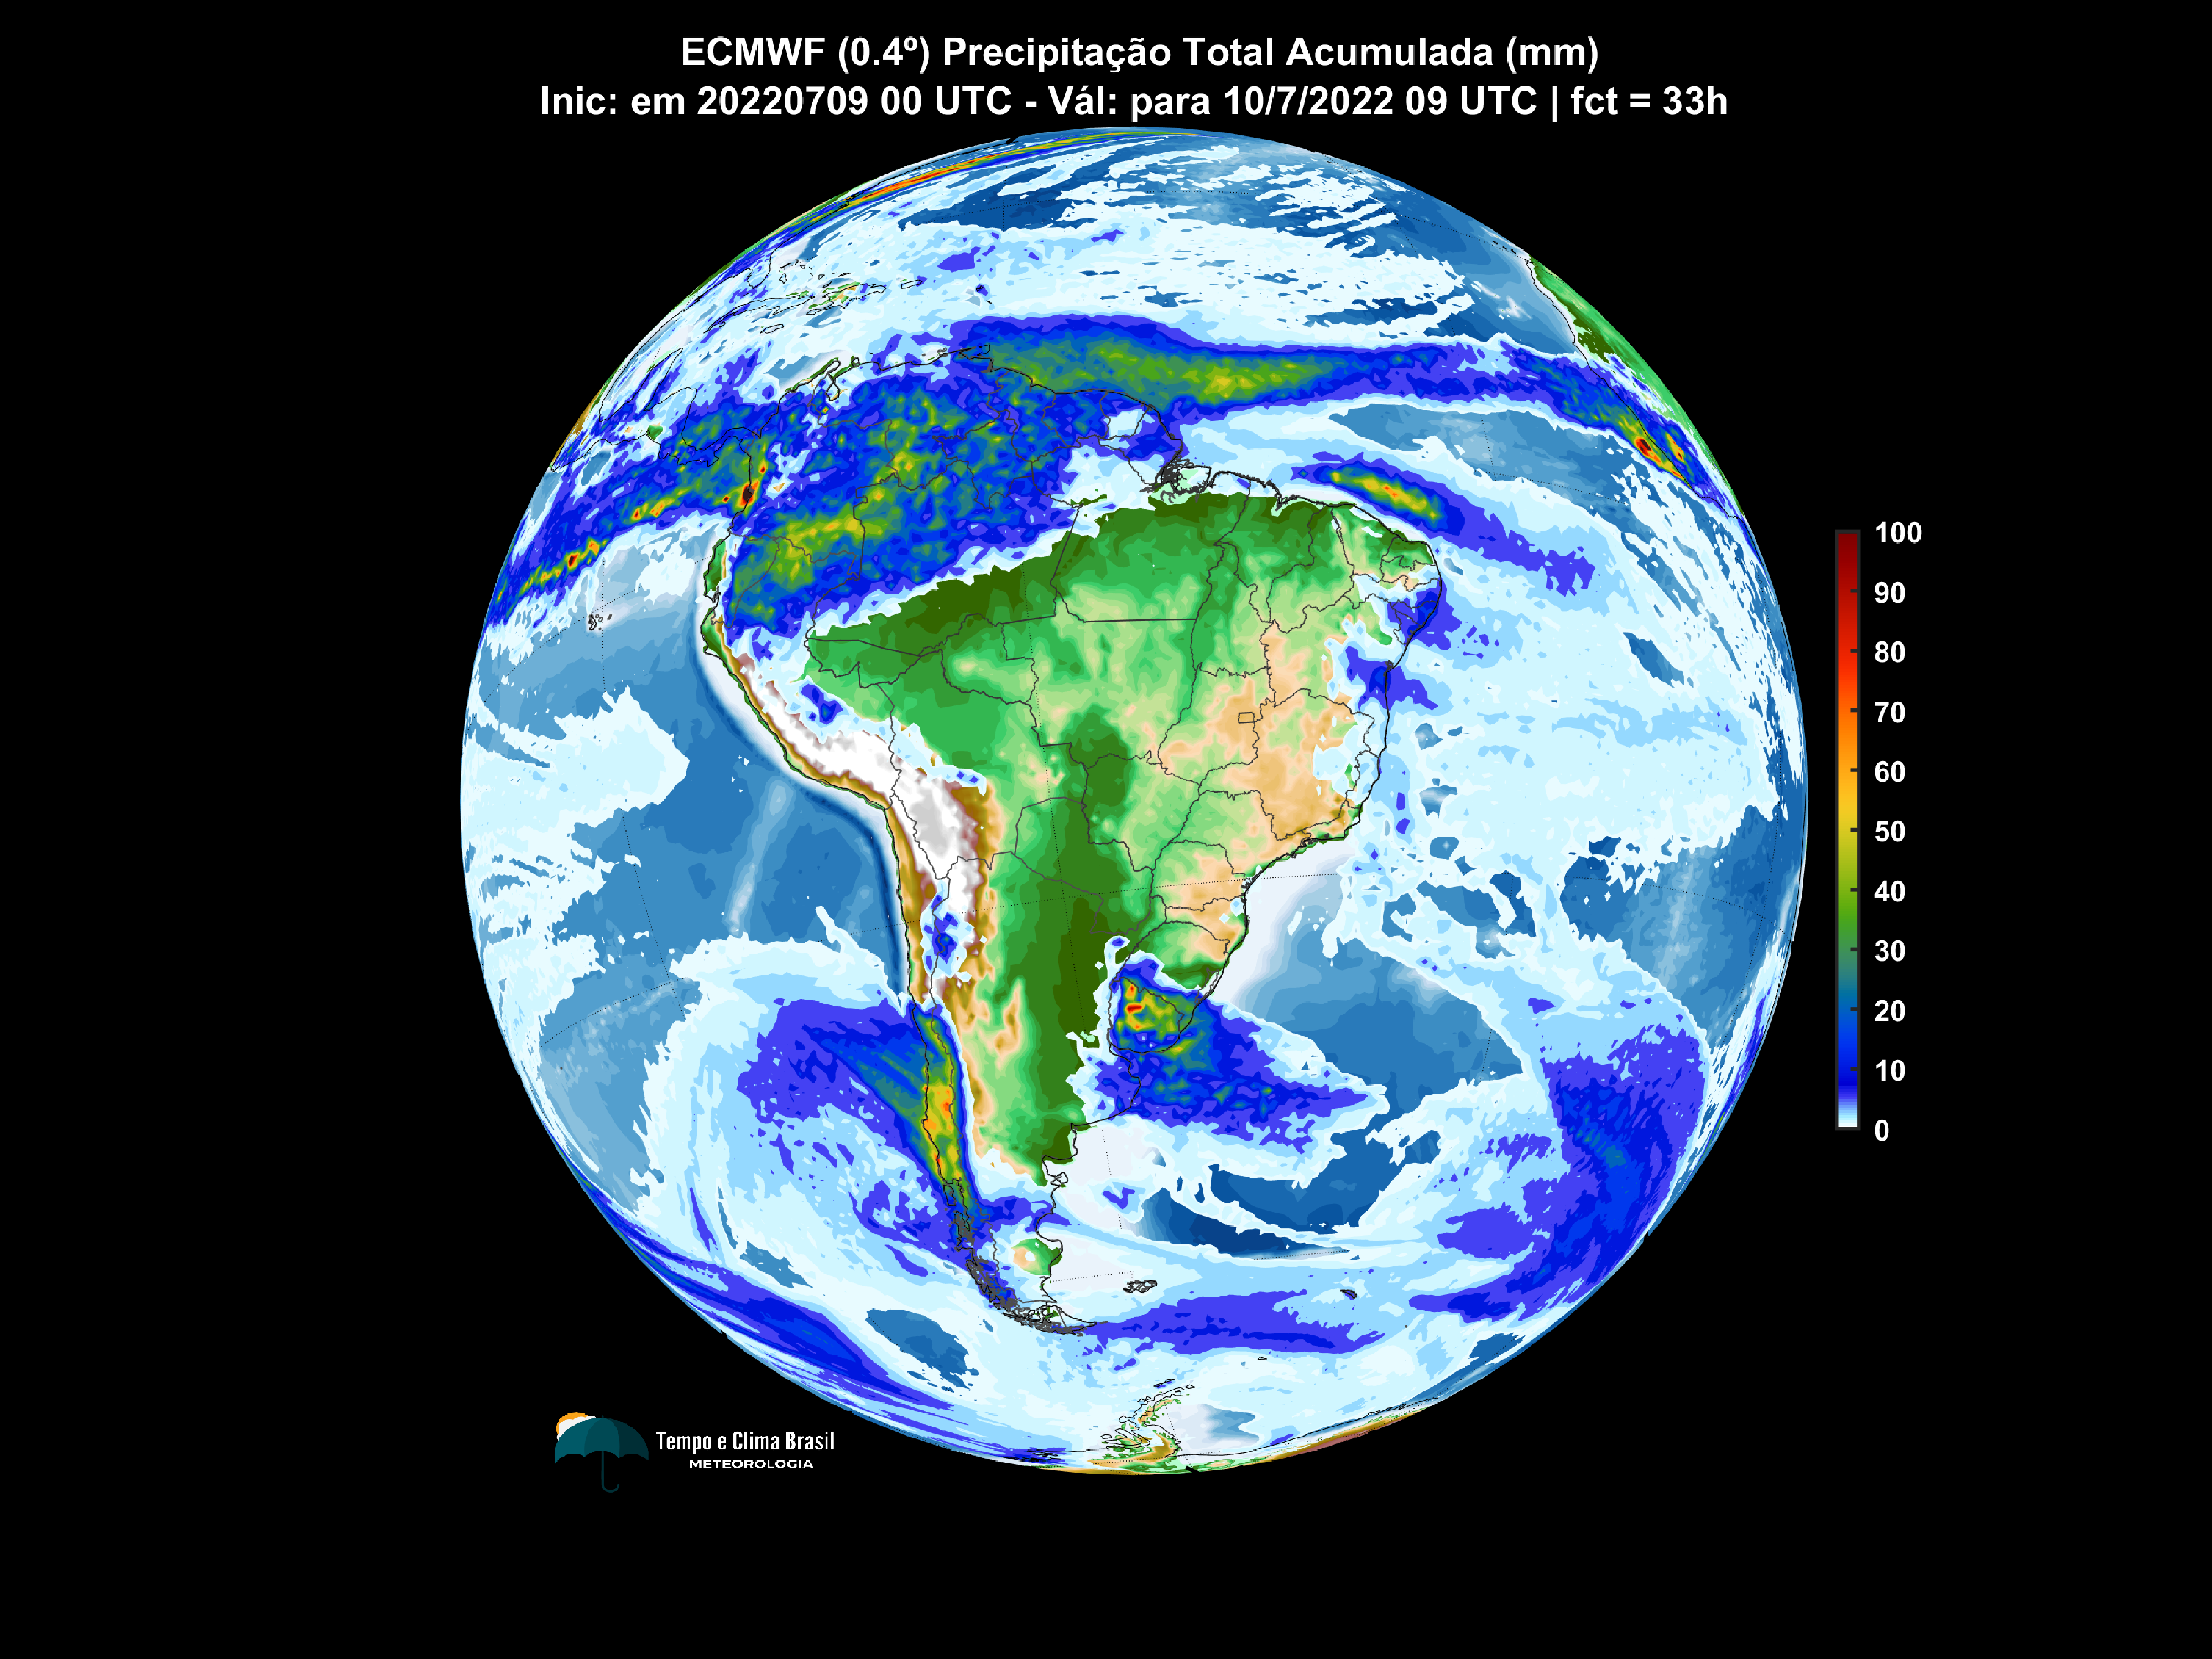 ECMWF (0.4º) Precipitação Total Acumulada (mm)
Inic: em 20220709 00 UTC - Vál: para 10/7/2022 09 UTC | fct = 33h
100
90
80
70
60
50
40
30
20
10
0
Tempo e Clima Brasil
METEOROLOGIA